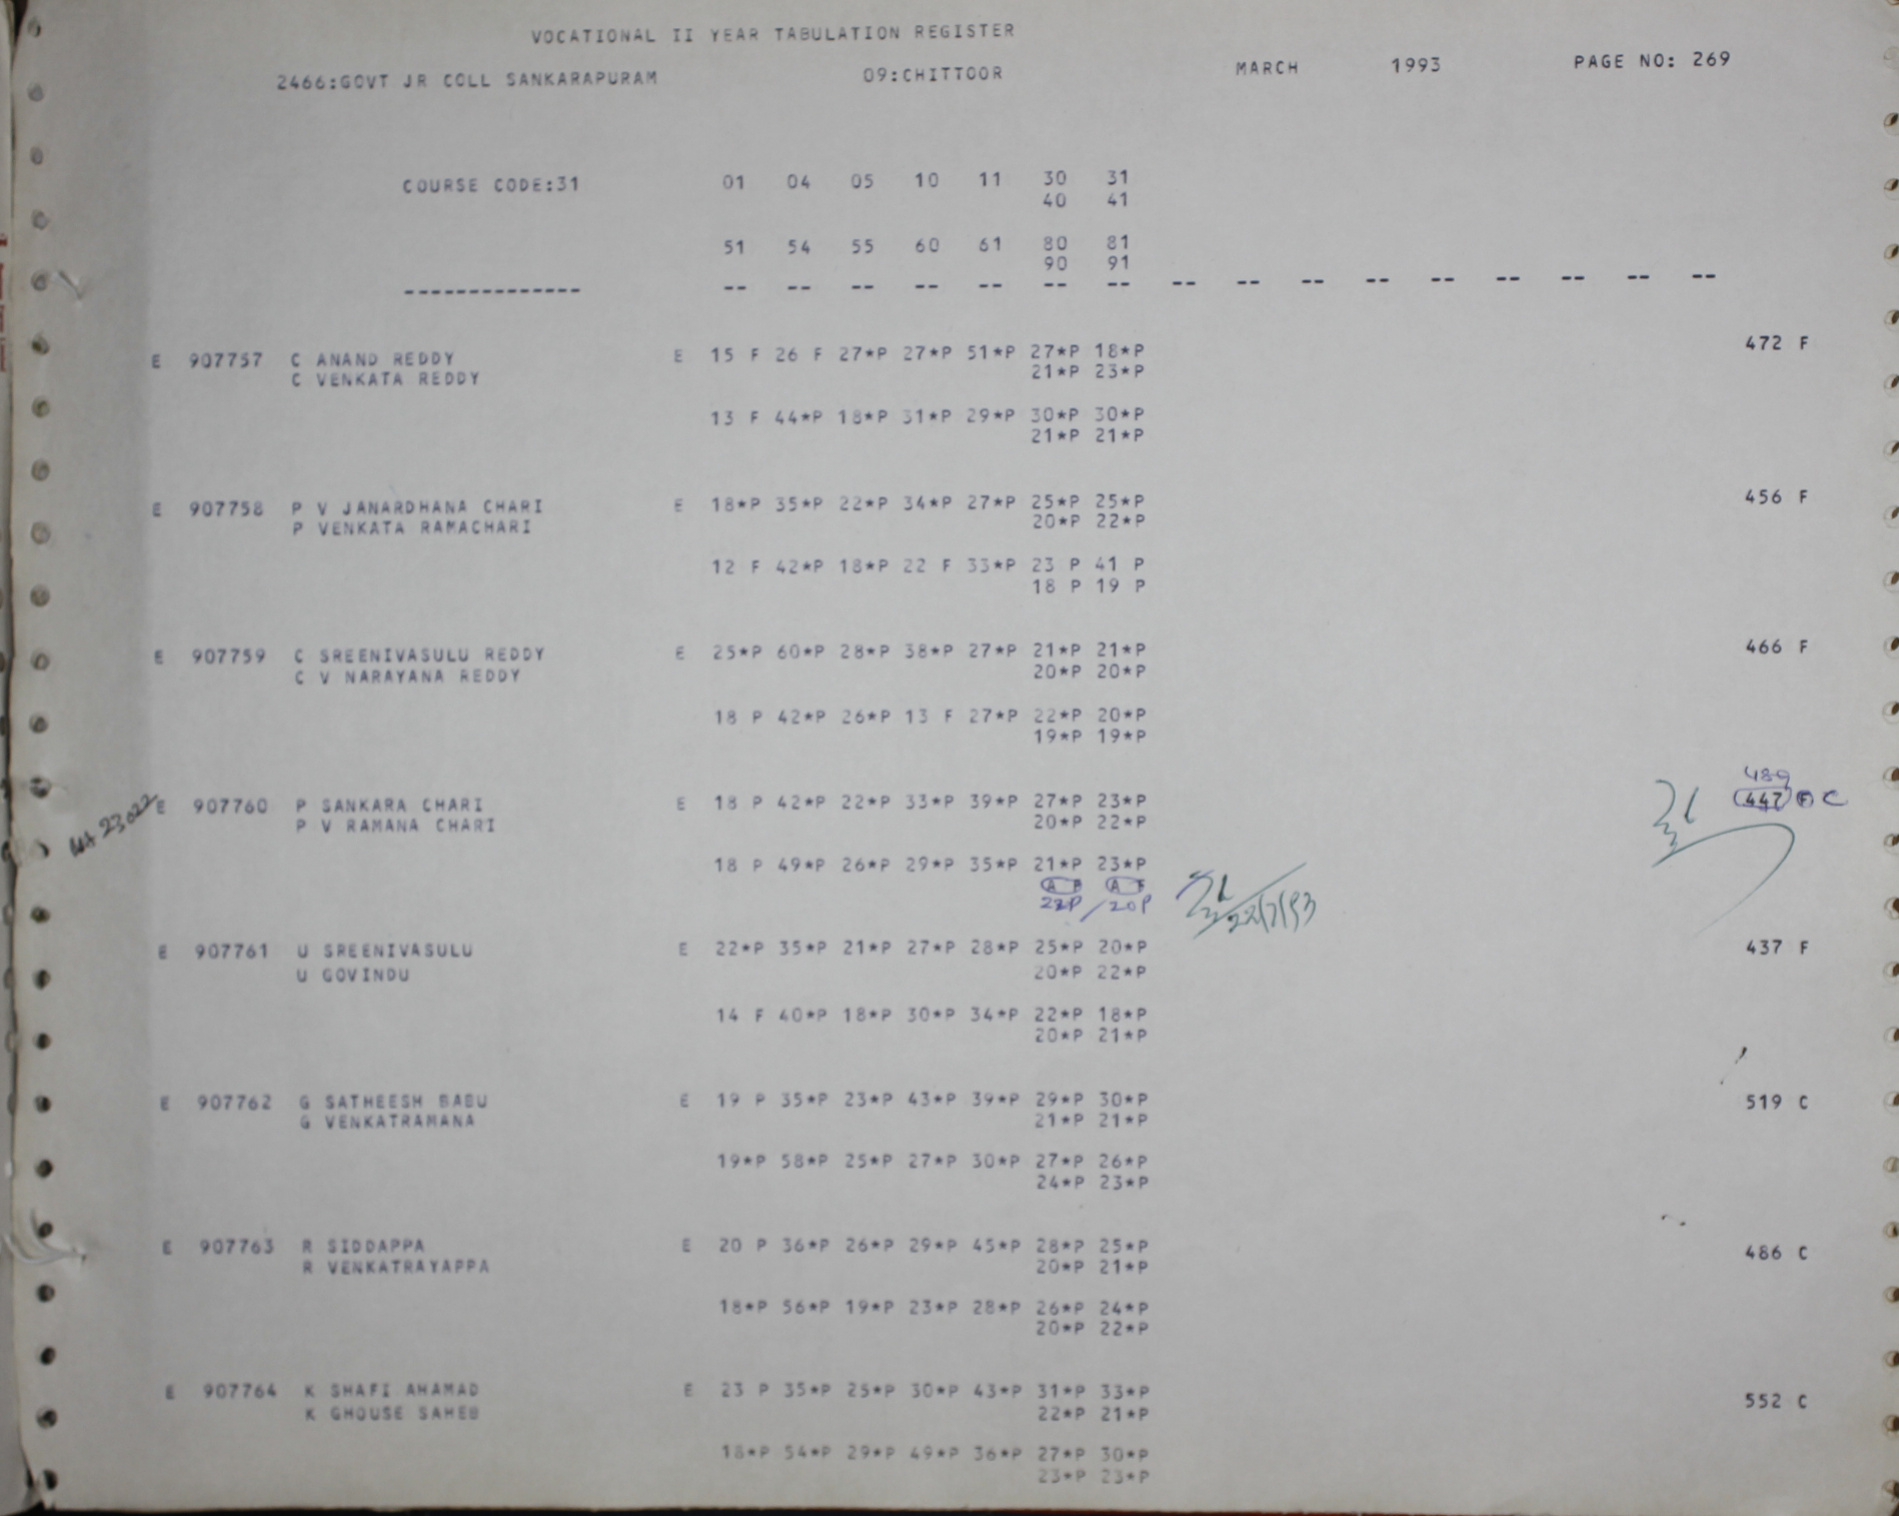 VOCATIONAL II YEAR TABULATION REGISTER
2466:GOVT JR COLL SANKARAPURAM 09:CHITTOOR MARCH 1993 PAGE NO: 269
COURSE CODE:31 01 04 05 10 11 30 31
40 41
51 54 55 60 61 80 81
90 91
-------------- -- -- -- -- -- -- -- -- -- -- -- -- -- -- -- --
E 907757 C ANAND REDDY E 15 F 26 F 27*P 27*P 51*P 27*P 18*P 472 F
C VENKATA REDDY 21*P 23*P
13 F 44*P 18*P 31*P 29*P 30*P 30*P
21*P 21*P
E 907758 P V JANARDHANA CHARI E 18*P 35*P 22*P 34*P 27*P 25*P 25*P 456 F
P VENKATA RAMACHARI 20*P 22*P
12 F 42*P 18*P 22 F 33*P 23 P 41 P
18 P 19 P
E 907759 C SREENIVASULU REDDY E 25*P 60*P 28*P 38*P 27*P 21*P 21*P 466 F
C V NARAYANA REDDY 20*P 20*P
18 P 42*P 26*P 13 F 27*P 22*P 20*P
19*P 19*P
489
E 907760 P SANKARA CHARI E 18 P 42*P 22*P 33*P 39*P 27*P 23*P 447 F C
P V RAMANA CHARI 20*P 22*P
18 P 49*P 26*P 29*P 35*P 21*P 23*P
A F A F
22P /20P 22/7/93
E 907761 U SREENIVASULU E 22*P 35*P 21*P 27*P 28*P 25*P 20*P 437 F
U GOVINDU 20*P 22*P
14 F 40*P 18*P 30*P 34*P 22*P 18*P
20*P 21*P
E 907762 G SATHEESH BABU E 19 P 35*P 23*P 43*P 39*P 29*P 30*P 519 C
G VENKATRAMANA 21*P 21*P
19*P 58*P 25*P 27*P 30*P 27*P 26*P
24*P 23*P
E 907763 R SIDDAPPA E 20 P 36*P 26*P 29*P 45*P 28*P 25*P 486 C
R VENKATRAYAPPA 20*P 21*P
18*P 56*P 19*P 23*P 28*P 26*P 24*P
20*P 22*P
E 907764 K SHAFI AHAMAD E 23 P 35*P 25*P 30*P 43*P 31*P 33*P 552 C
K GHOUSE SAHEB 22*P 21*P
18*P 54*P 29*P 49*P 36*P 27*P 30*P
23*P 23*P